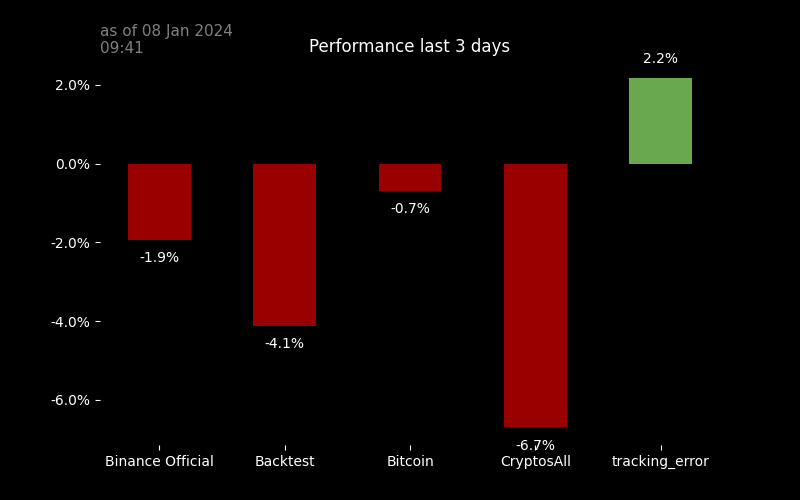 as of 08 Jan 2024
09:41
Performance last 3 days
2.2%
2.0%
0.0%
-0.7%
-1.9%
-2.0%
-4.0%
-4.1%
-6.0%
-6.7%
Binance Official
Backtest
Bitcoin
CryptosAll
tracking_error